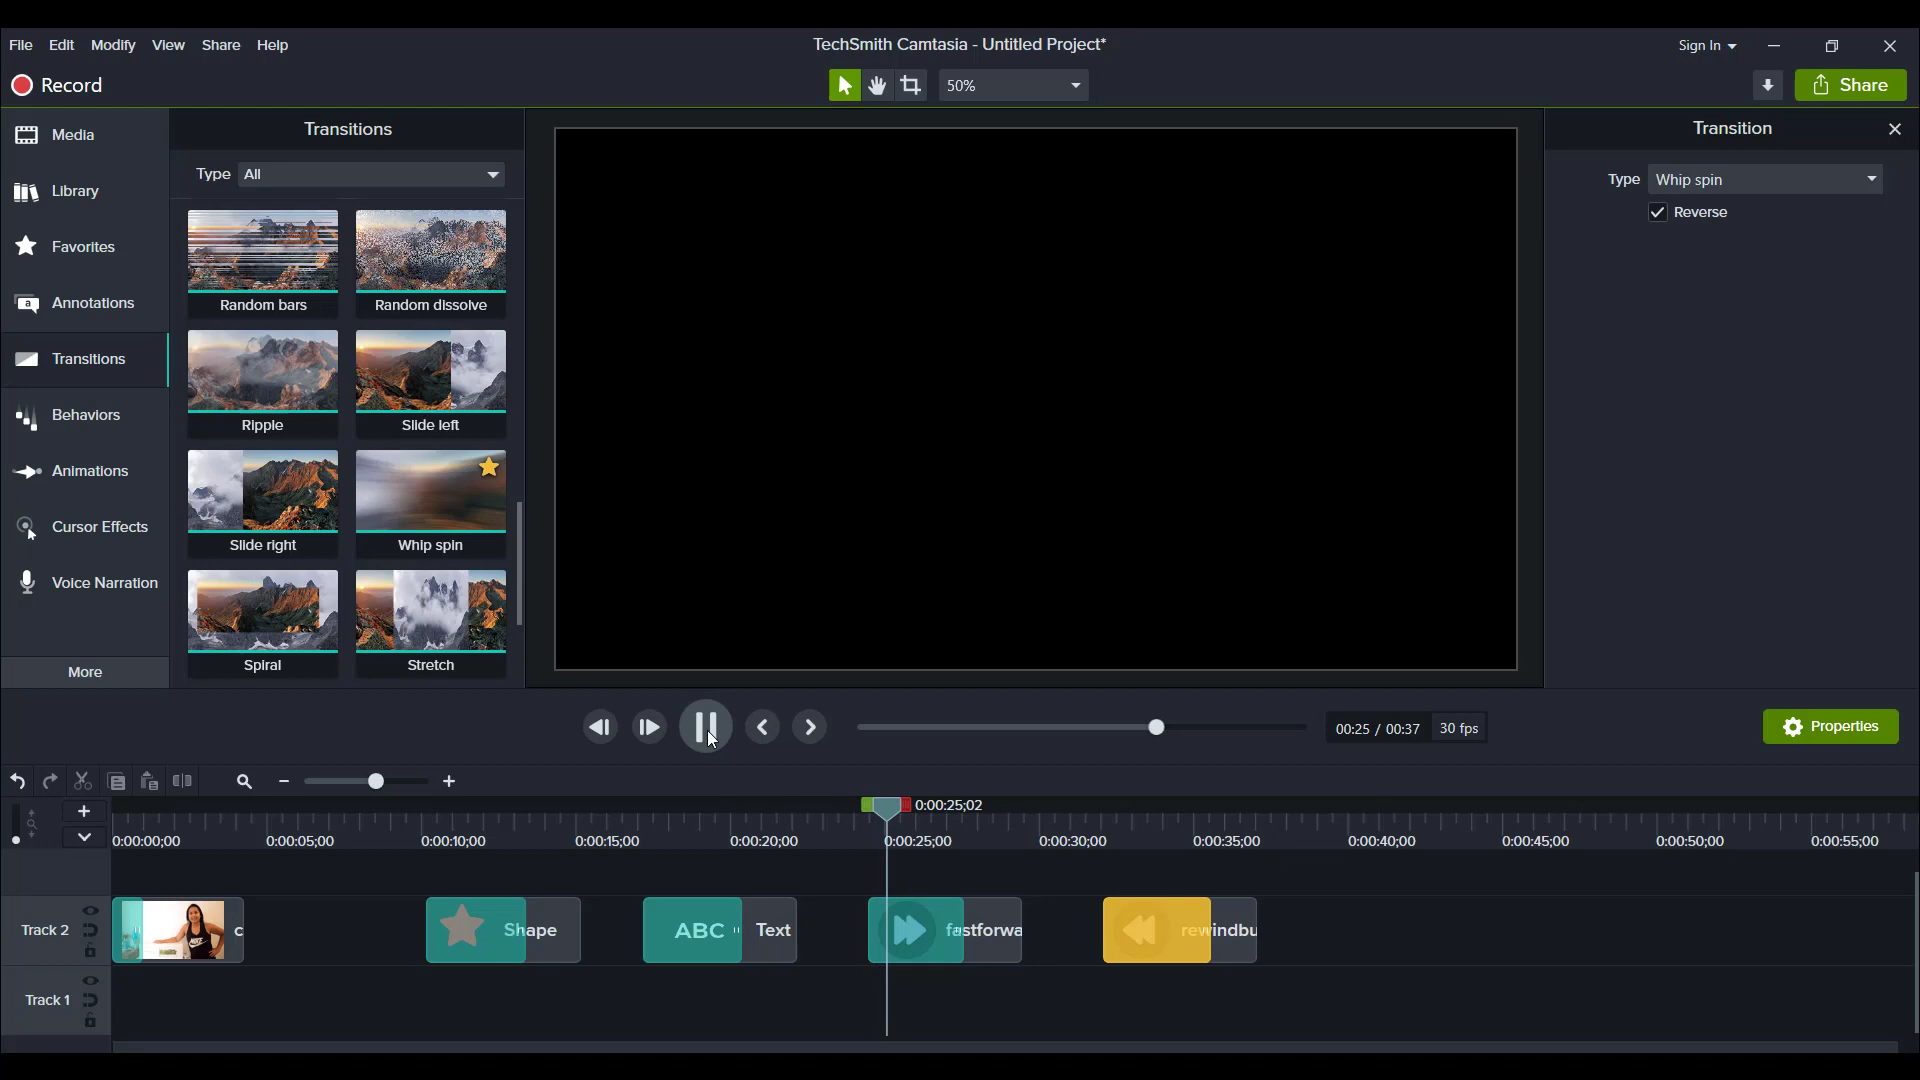 File Edit Modify View Share Help
TechSmith Camtasia - Untitled Project*
Sign In
Record
50%
Share
Media
Library
Favorites
Annotations
Transitions
Behaviors
Animations
Cursor Effects
Voice Narration
More
Transitions
Type All
Random bars Random dissolve
Ripple Slide left
Slide right Whip spin
Spiral Stretch
Transition
Type Whip spin
Reverse
00:25 / 00:37 30 fps
Properties
0:00:25;02
0:00:00;00 0:00:05;00 0:00:10;00 0:00:15;00 0:00:20;00 0:00:25;00 0:00:30;00 0:00:35;00 0:00:40;00 0:00:45;00 0:00:50;00 0:00:55;00
Track 2 c Shape ABC Text fastforwa rewindbu
Track 1